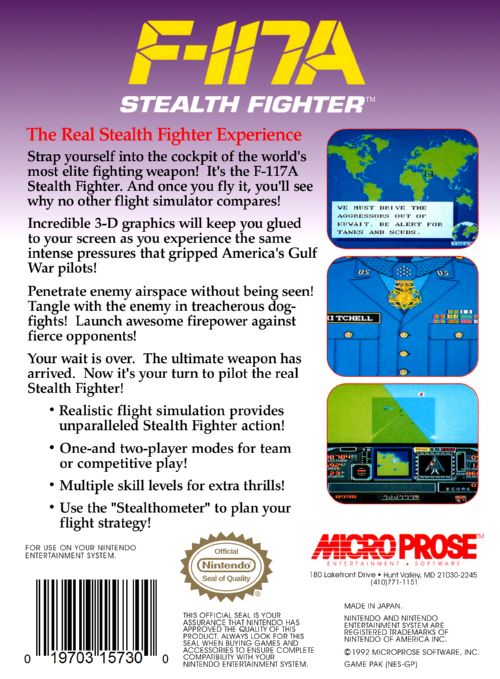 F-117A
STEALTH FIGHTER™
The Real Stealth Fighter Experience
Strap yourself into the cockpit of the world's
most elite fighting weapon! It's the F-117A
Stealth Fighter. And once you fly it, you'll see
why no other flight simulator compares!
Incredible 3-D graphics will keep you glued
to your screen as you experience the same
intense pressures that gripped America's Gulf
War pilots!
Penetrate enemy airspace without being seen!
Tangle with the enemy in treacherous dog-
fights! Launch awesome firepower against
fierce opponents!
Your wait is over. The ultimate weapon has
arrived. Now it's your turn to pilot the real
Stealth Fighter!
• Realistic flight simulation provides
unparalleled Stealth Fighter action!
• One-and two-player modes for team
or competitive play!
• Multiple skill levels for extra thrills!
• Use the "Stealthometer" to plan your
flight strategy!
WE MUST DRIVE THE
AGGRESSORS OUT OF
KUWAIT. BE ALERT FOR
TANKS AND SCUDS.
US
US
MITCHELL
SCORE
FOR USE ON YOUR NINTENDO
ENTERTAINMENT SYSTEM.
Official
Nintendo
Seal of Quality
®
MICROPROSE™
ENTERTAINMENT • SOFTWARE
180 Lakefront Drive • Hunt Valley, MD 21030-2245
(410)771-1151
0 19703 15730 0
THIS OFFICIAL SEAL IS YOUR
ASSURANCE THAT NINTENDO HAS
APPROVED THE QUALITY OF THIS
PRODUCT. ALWAYS LOOK FOR THIS
SEAL WHEN BUYING GAMES AND
ACCESSORIES TO ENSURE COMPLETE
COMPATIBILITY WITH YOUR
NINTENDO ENTERTAINMENT SYSTEM.
MADE IN JAPAN.
NINTENDO AND NINTENDO
ENTERTAINMENT SYSTEM ARE
REGISTERED TRADEMARKS OF
NINTENDO OF AMERICA INC.
©1992 MICROPROSE SOFTWARE, INC.
GAME PAK (NES-GP)